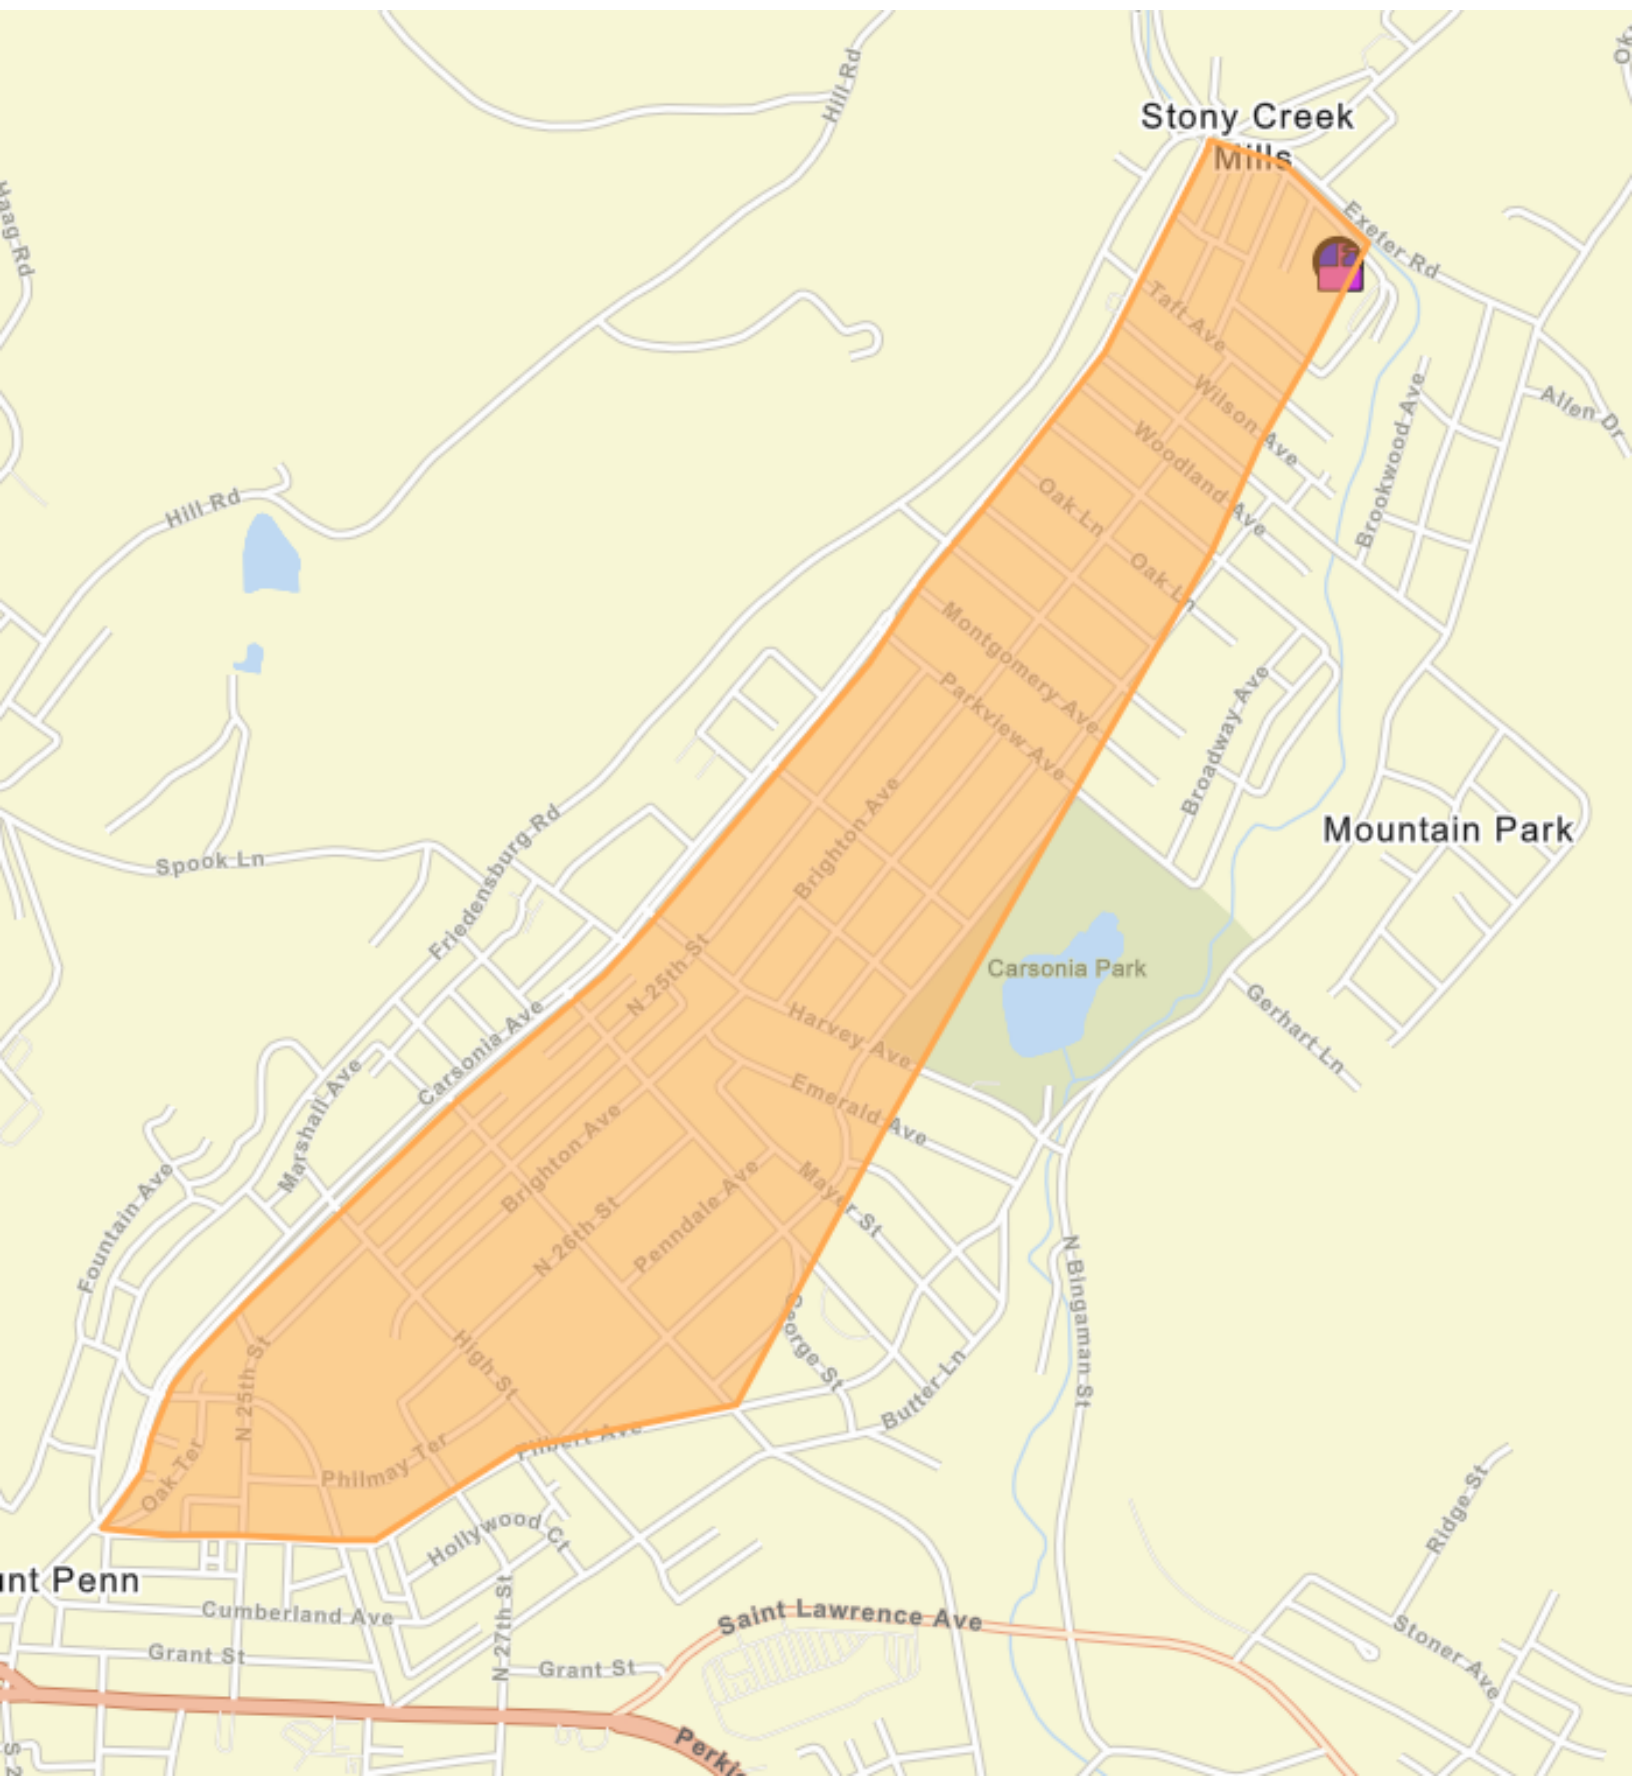 Hill Rd
Ok
Stony Creek
Mills
Haag Rd
Exeter Rd
Taft Ave
Allen Dr
Wilson Ave
Woodland Ave
Brookwood Ave
Hill Rd
Oak Ln
Oak Ln
Montgomery Ave
Parkview Ave
Broadway Ave
Brighton Ave
Mountain Park
Spook Ln
Friedensburg Rd
N 25th St
Carsonia Park
Gerhart Ln
Harvey Ave
Carsonia Ave
Emerald Ave
Marshall Ave
Brighton Ave
Fountain Ave
Penndale Ave
Mayer St
N 26th St
N Bingaman St
George St
High St
N 25th St
Butter Ln
Filbert Ave
Philmay Ter
Oak Ter
Ridge St
Hollywood Ct
unt Penn
Cumberland Ave
Saint Lawrence Ave
Grant St
N 27th St
Grant St
Stoner Ave
Perkio
S 2